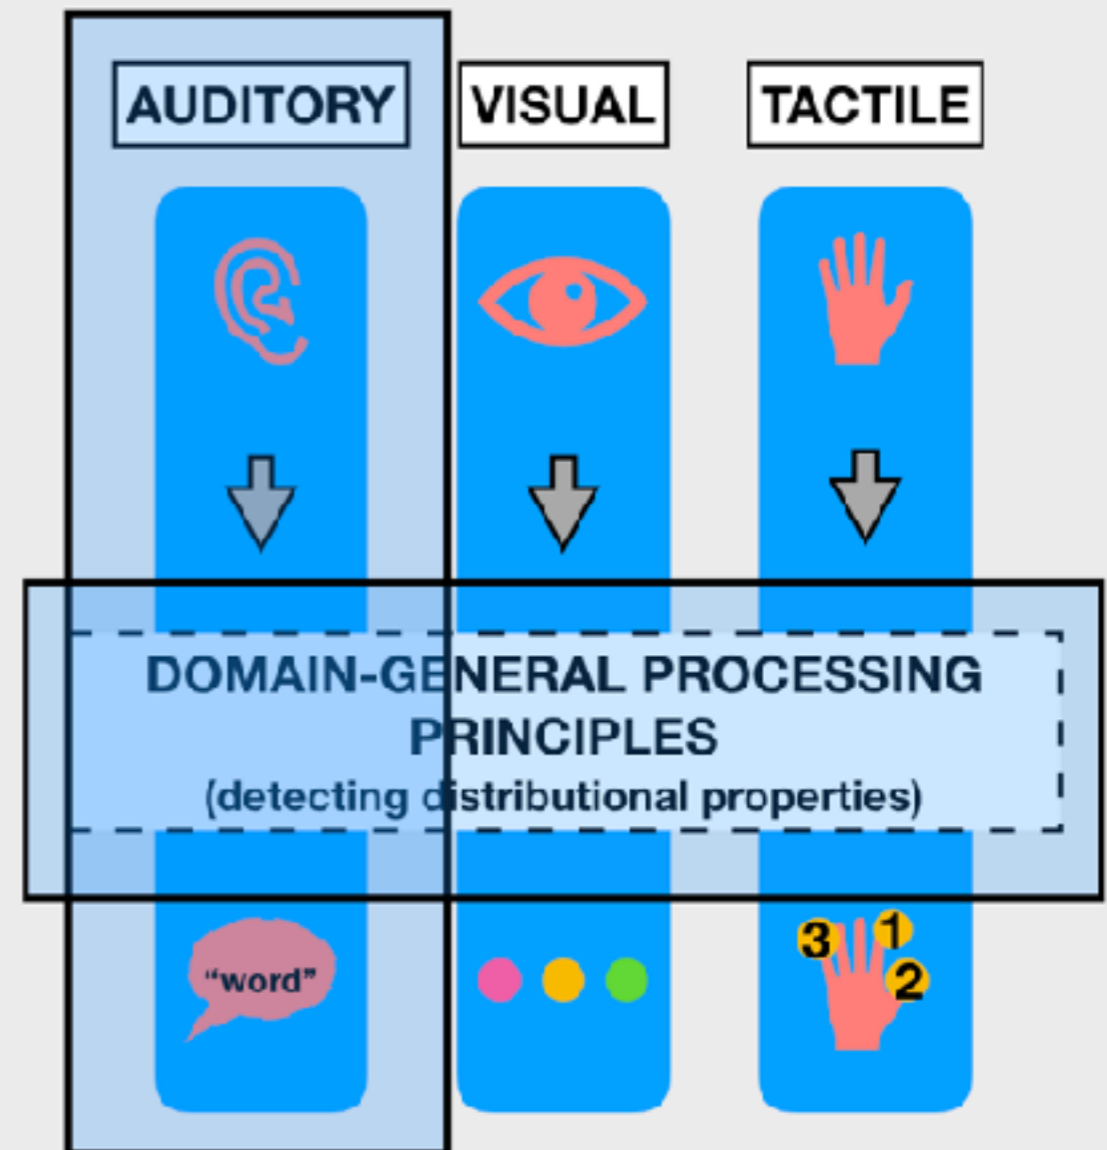 AUDITORY
VISUAL
TACTILE
DOMAIN-GENERAL PROCESSING
PRINCIPLES
(detecting distributional properties)
“word”
3
1
2